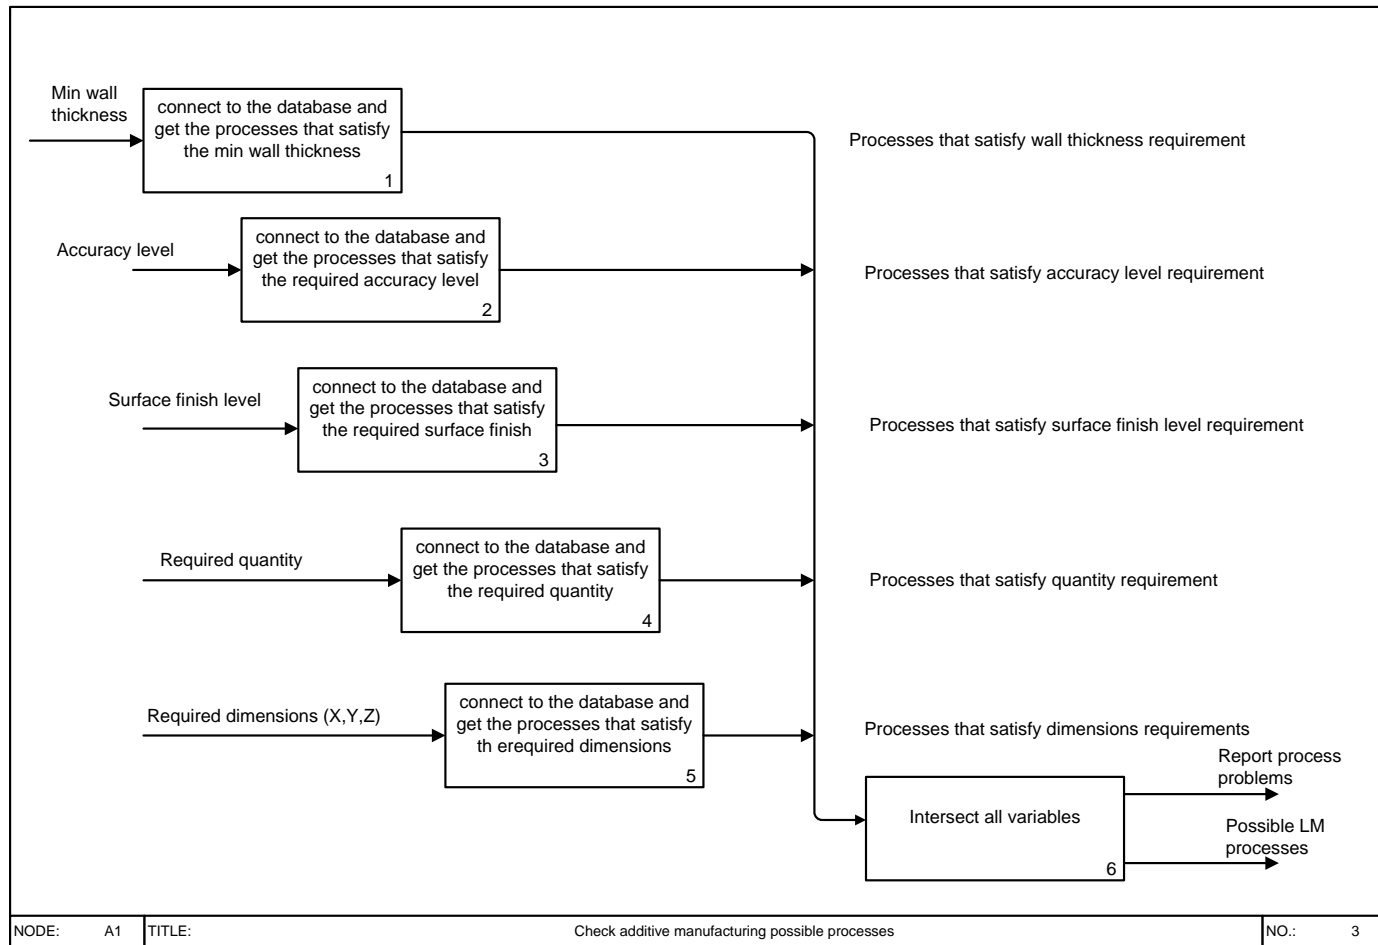 Min wall
thickness
connect to the database and
get the processes that satisfy
the min wall thickness
1
Processes that satisfy wall thickness requirement
Accuracy level
connect to the database and
get the processes that satisfy
the required accuracy level
2
Processes that satisfy accuracy level requirement
Surface finish level
connect to the database and
get the processes that satisfy
the required surface finish
3
Processes that satisfy surface finish level requirement
Required quantity
connect to the database and
get the processes that satisfy
the required quantity
4
Processes that satisfy quantity requirement
Required dimensions (X,Y,Z)
connect to the database and
get the processes that satisfy
th erequired dimensions
5
Processes that satisfy dimensions requirements
Intersect all variables
6
Report process
problems
Possible LM
processes
NODE: A1 TITLE: Check additive manufacturing possible processes NO.: 3